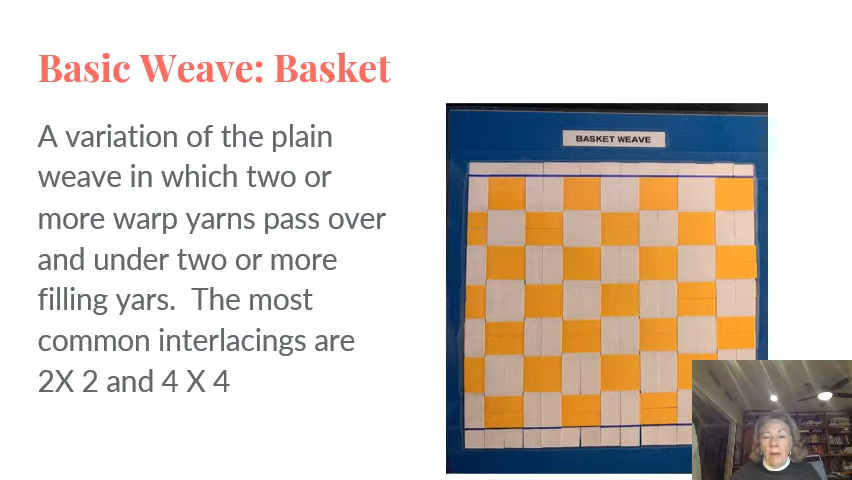 Basic Weave: Basket
A variation of the plain
weave in which two or
more warp yarns pass over
and under two or more
filling yars. The most
common interlacings are
2X 2 and 4 X 4
BASKET WEAVE